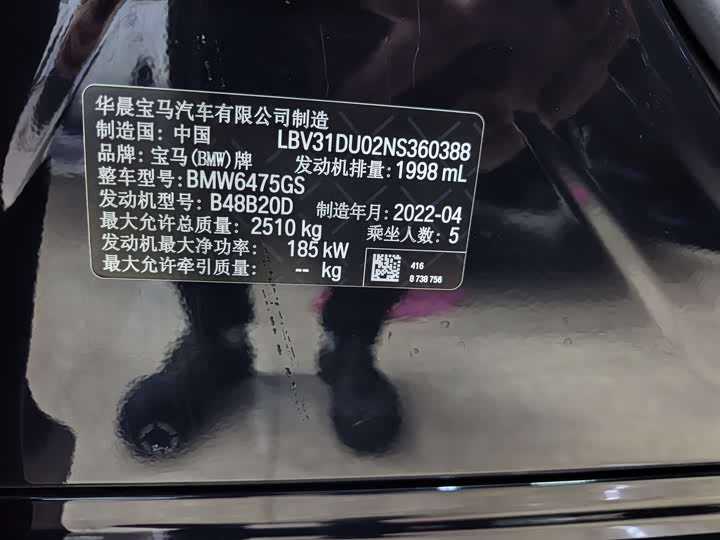 华晨宝马汽车有限公司制造
制造国: 中国 LBV31DU02NS360388
品牌: 宝马(BMW)牌 发动机排量: 1998 mL
整车型号: BMW6475GS
发动机型号: B48B20D 制造年月: 2022-04
最大允许总质量: 2510 kg 乘坐人数: 5
发动机最大净功率: 185 kW
最大允许牵引质量: -- kg
416
8 738 756